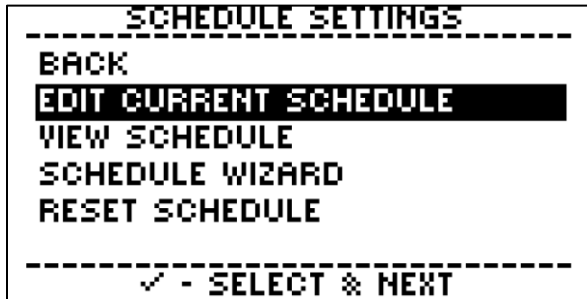 SCHEDULE SETTINGS
BACK
EDIT CURRENT SCHEDULE
VIEW SCHEDULE
SCHEDULE WIZARD
RESET SCHEDULE
✓ - SELECT & NEXT